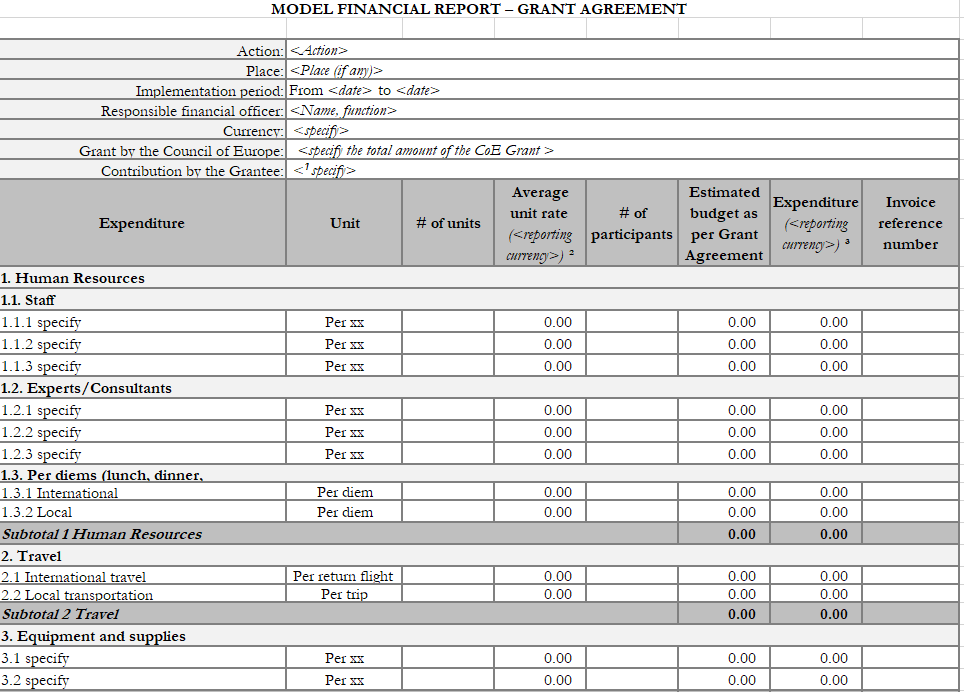 MODEL FINANCIAL REPORT – GRANT AGREEMENT
Action: <Action>
Place: <Place (if any)>
Implementation period: From <date> to <date>
Responsible financial officer: <Name, function>
Currency: <specify>
Grant by the Council of Europe: <specify the total amount of the CoE Grant >
Contribution by the Grantee: <¹ specify>
Expenditure
Unit
# of units
Average
unit rate
(<reporting
currency>) ²
# of
participants
Estimated
budget as
per Grant
Agreement
Expenditure
(<reporting
currency>) ³
Invoice
reference
number
1. Human Resources
1.1. Staff
1.1.1 specify Per xx 0.00 0.00 0.00
1.1.2 specify Per xx 0.00 0.00 0.00
1.1.3 specify Per xx 0.00 0.00 0.00
1.2. Experts/Consultants
1.2.1 specify Per xx 0.00 0.00 0.00
1.2.2 specify Per xx 0.00 0.00 0.00
1.2.3 specify Per xx 0.00 0.00 0.00
1.3. Per diems (lunch, dinner,
1.3.1 International Per diem 0.00 0.00 0.00
1.3.2 Local Per diem 0.00 0.00 0.00
Subtotal 1 Human Resources 0.00 0.00
2. Travel
2.1 International travel Per return flight 0.00 0.00 0.00
2.2 Local transportation Per trip 0.00 0.00 0.00
Subtotal 2 Travel 0.00 0.00
3. Equipment and supplies
3.1 specify Per xx 0.00 0.00 0.00
3.2 specify Per xx 0.00 0.00 0.00